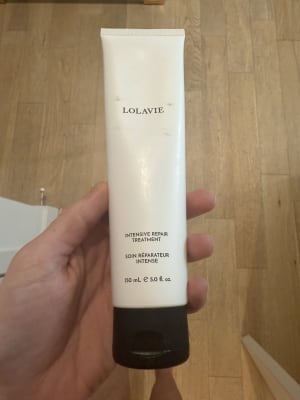 LOLAVIE
INTENSIVE REPAIR
TREATMENT
SOIN RÉPARATEUR
INTENSE
150 mL ℮ 5.0 fl. oz.